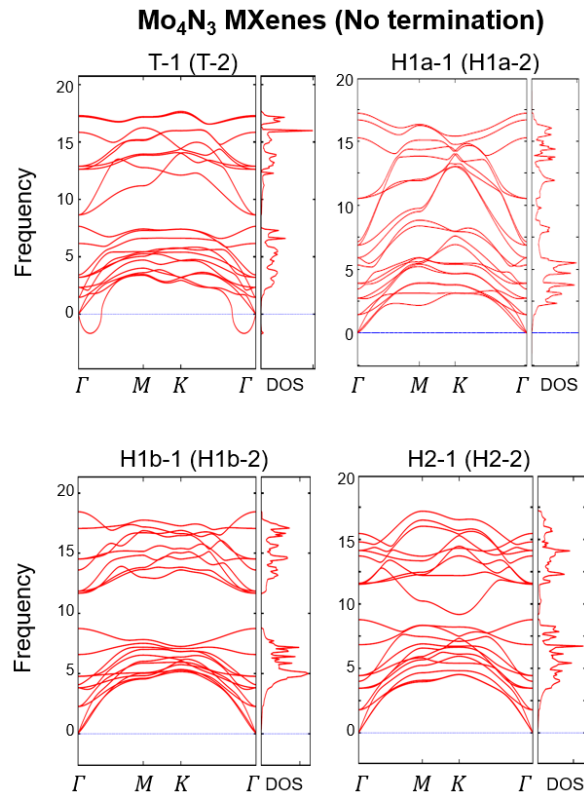 Mo₄N₃ MXenes (No termination)
T-1 (T-2)
H1a-1 (H1a-2)
Frequency
20
15
10
5
0
20
15
10
5
0
Γ M K Γ DOS
Γ M K Γ DOS
H1b-1 (H1b-2)
H2-1 (H2-2)
Frequency
20
15
10
5
0
20
15
10
5
0
Γ M K Γ DOS
Γ M K Γ DOS